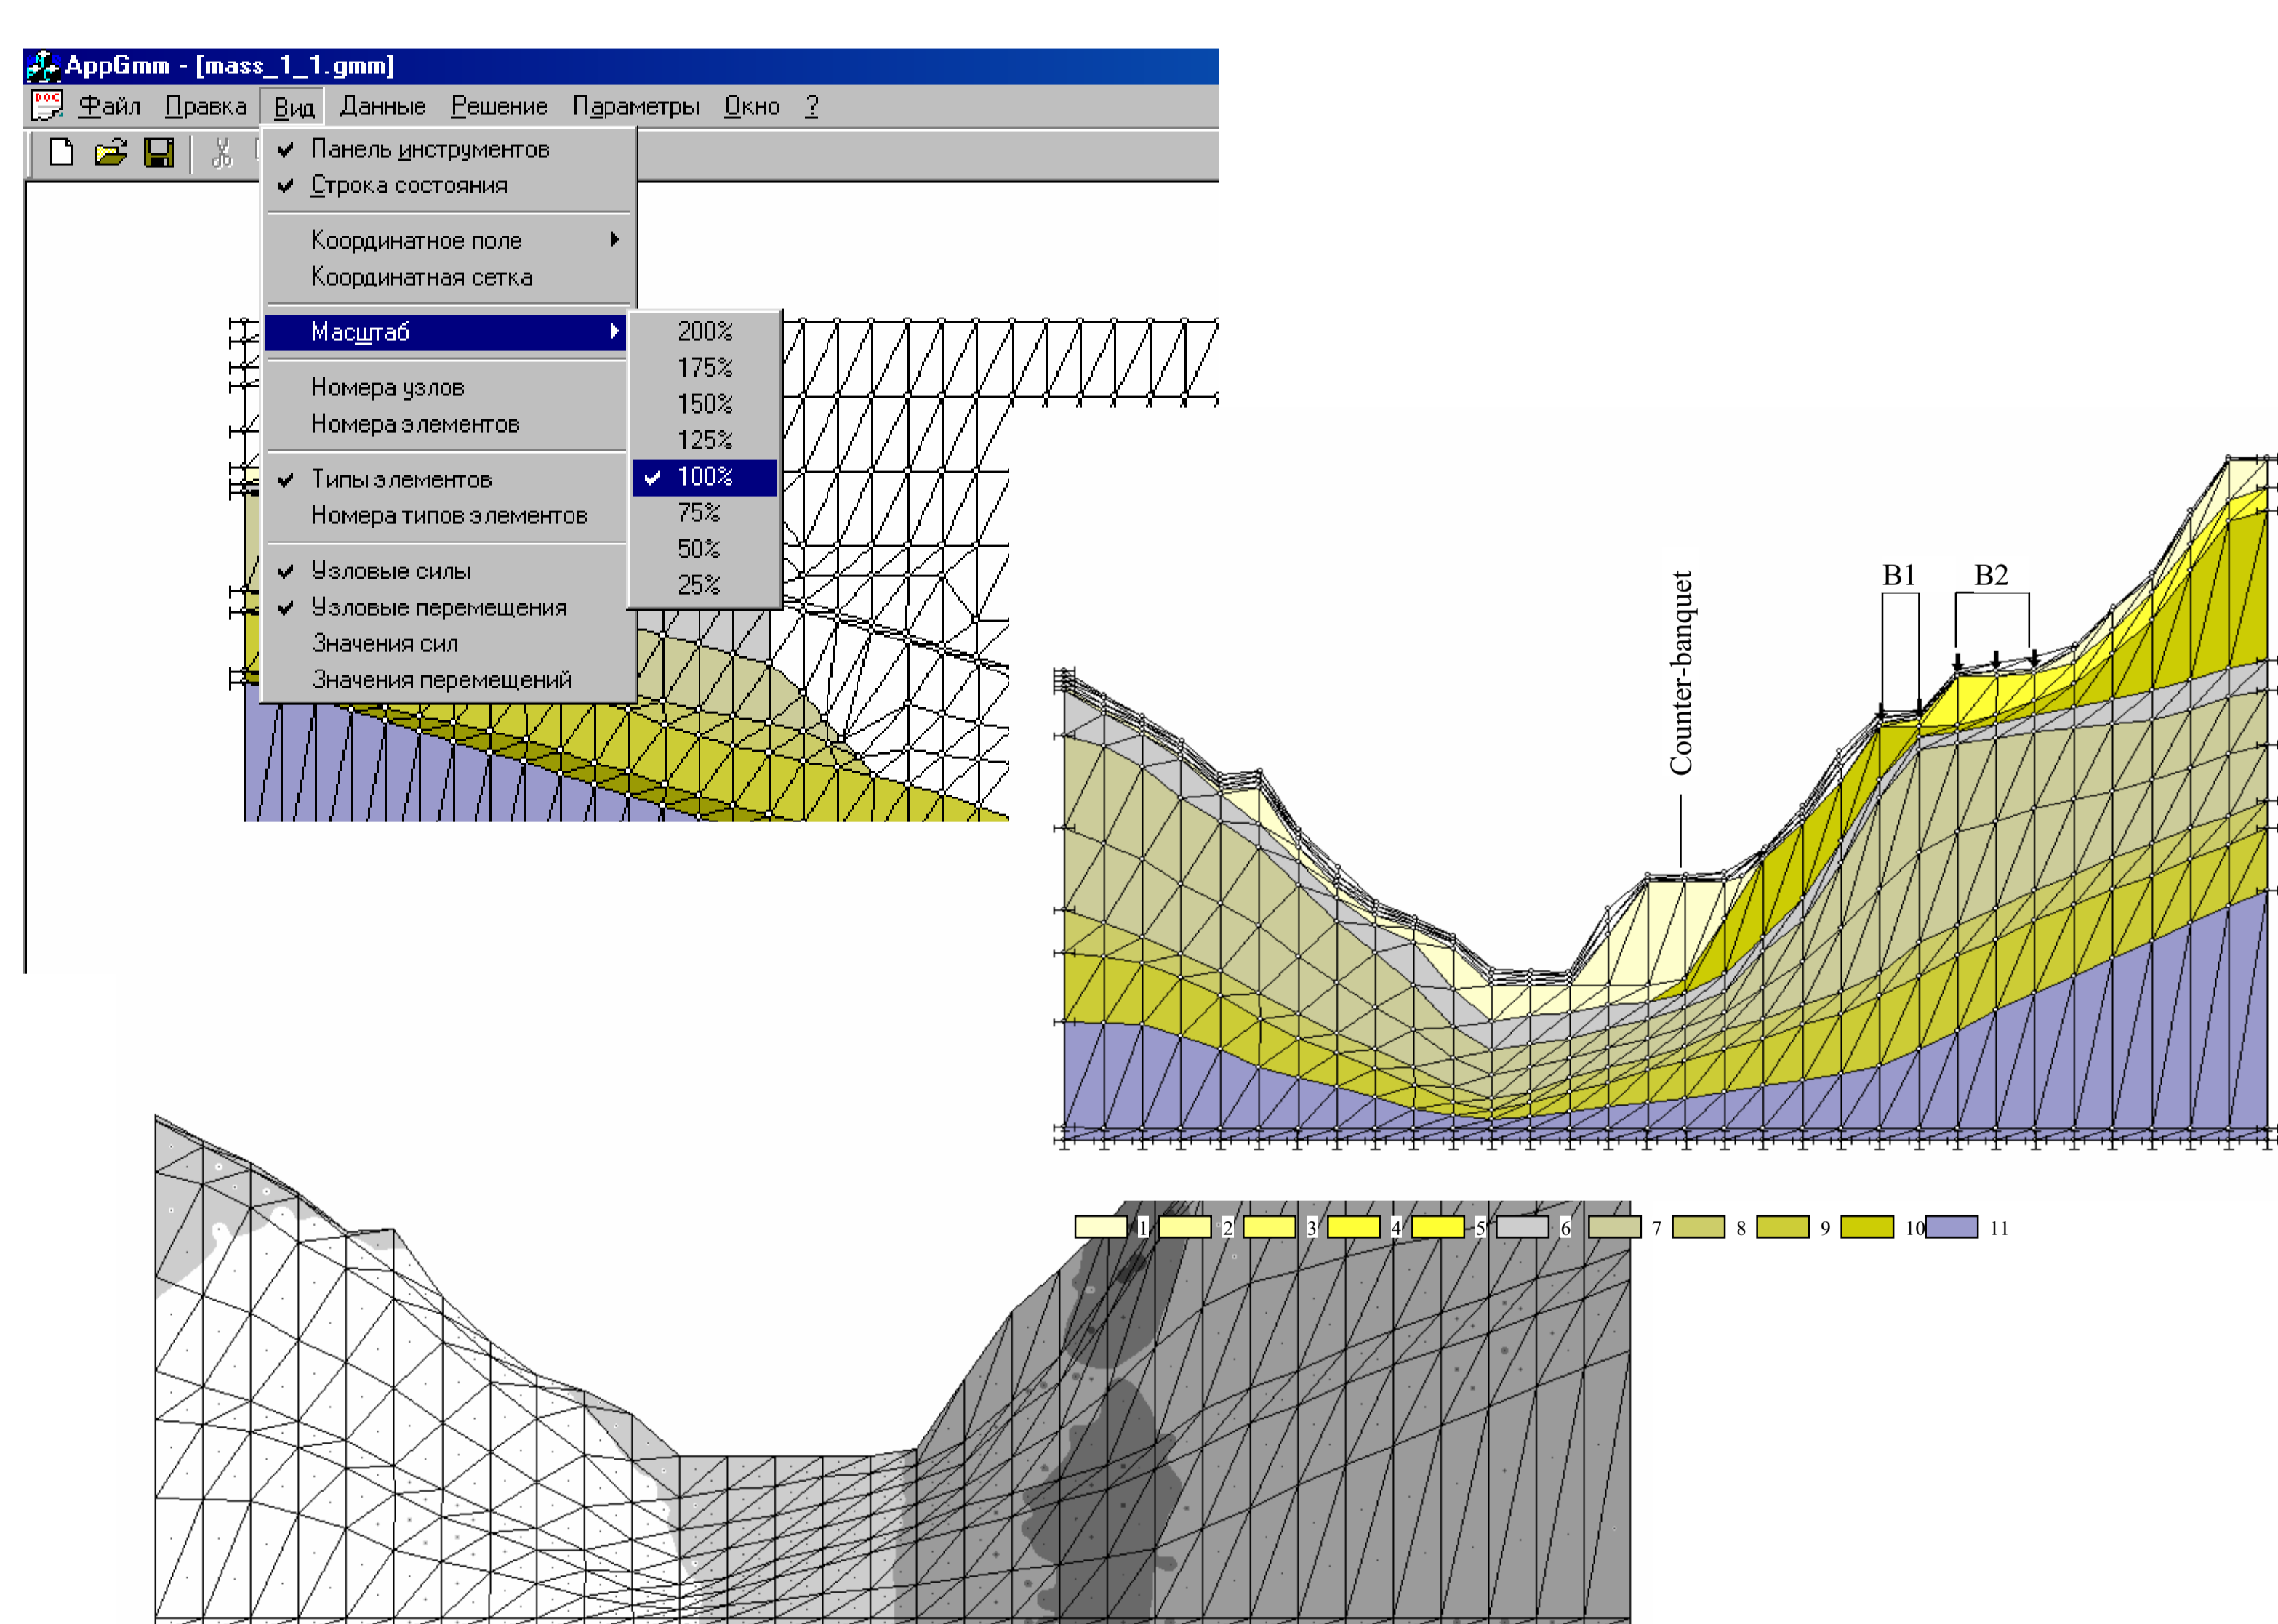 AppGmm - [mass_1_1.gmm]
DOC Файл Правка Вид Данные Решение Параметры Окно ?
Панель инструментов
Строка состояния
Координатное поле
Координатная сетка
Масштаб
Номера узлов
Номера элементов
Типы элементов
Номера типов элементов
Узловые силы
Узловые перемещения
Значения сил
Значения перемещений
200%
175%
150%
125%
100%
75%
50%
25%
Counter-banquet
B1 B2
1 2 3 4 5 6 7 8 9 10 11